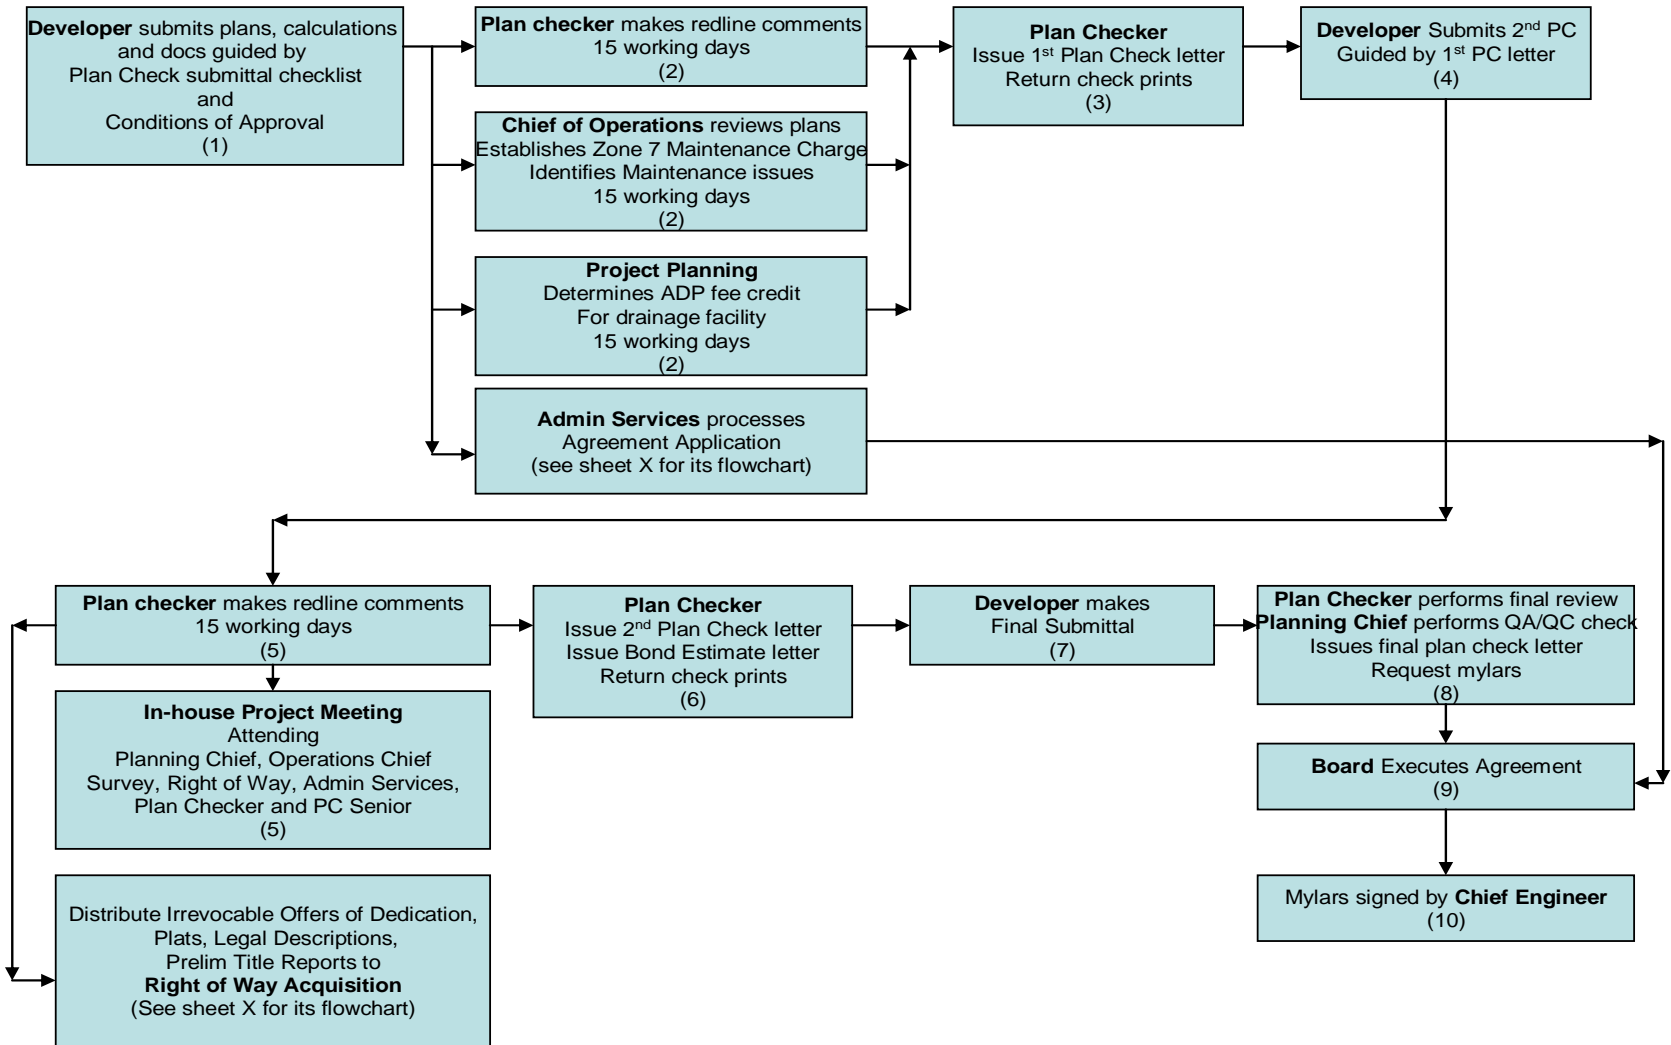 Developer submits plans, calculations
and docs guided by
Plan Check submittal checklist
and
Conditions of Approval
(1)
Plan checker makes redline comments
15 working days
(2)
Chief of Operations reviews plans
Establishes Zone 7 Maintenance Charge
Identifies Maintenance issues
15 working days
(2)
Project Planning
Determines ADP fee credit
For drainage facility
15 working days
(2)
Admin Services processes
Agreement Application
(see sheet X for its flowchart)
Plan Checker
Issue 1st Plan Check letter
Return check prints
(3)
Developer Submits 2nd PC
Guided by 1st PC letter
(4)
Plan checker makes redline comments
15 working days
(5)
In-house Project Meeting
Attending
Planning Chief, Operations Chief
Survey, Right of Way, Admin Services,
Plan Checker and PC Senior
(5)
Distribute Irrevocable Offers of Dedication,
Plats, Legal Descriptions,
Prelim Title Reports to
Right of Way Acquisition
(See sheet X for its flowchart)
Plan Checker
Issue 2nd Plan Check letter
Issue Bond Estimate letter
Return check prints
(6)
Developer makes
Final Submittal
(7)
Plan Checker performs final review
Planning Chief performs QA/QC check
Issues final plan check letter
Request mylars
(8)
Board Executes Agreement
(9)
Mylars signed by Chief Engineer
(10)